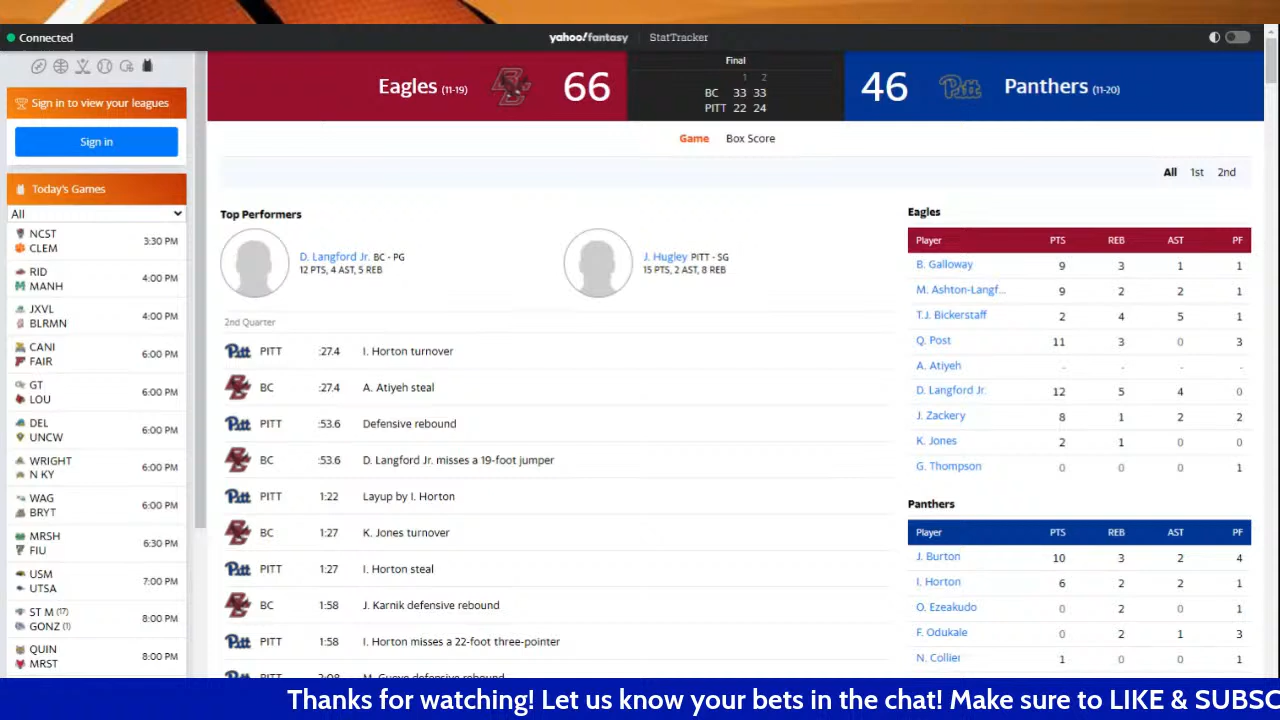 Connected
yahoo!fantasy StatTracker
Sign in to view your leagues
Sign in
Today's Games
All
NCST
CLEM
3:30 PM
RID
MANH
4:00 PM
JXVL
BLRMN
4:00 PM
CANI
FAIR
6:00 PM
GT
LOU
6:00 PM
DEL
UNCW
6:00 PM
WRIGHT
N KY
6:00 PM
WAG
BRYT
6:00 PM
MRSH
FIU
6:30 PM
USM
UTSA
7:00 PM
ST M (17)
GONZ (1)
8:00 PM
QUIN
MRST
8:00 PM
Eagles (11-19) 66
Final
1 2
BC 33 33
PITT 22 24
46 Pitt Panthers (11-20)
Game Box Score
All 1st 2nd
Top Performers
D. Langford Jr. BC - PG
12 PTS, 4 AST, 5 REB
J. Hugley PITT - SG
15 PTS, 2 AST, 8 REB
2nd Quarter
Pitt PITT :27.4 I. Horton turnover
BC :27.4 A. Atiyeh steal
Pitt PITT :53.6 Defensive rebound
BC :53.6 D. Langford Jr. misses a 19-foot jumper
Pitt PITT 1:22 Layup by I. Horton
BC 1:27 K. Jones turnover
Pitt PITT 1:27 I. Horton steal
BC 1:58 J. Karnik defensive rebound
Pitt PITT 1:58 I. Horton misses a 22-foot three-pointer
Eagles
Player PTS REB AST PF
B. Galloway 9 3 1 1
M. Ashton-Langf... 9 2 2 1
T.J. Bickerstaff 2 4 5 1
Q. Post 11 3 0 3
A. Atiyeh - - - -
D. Langford Jr. 12 5 4 0
J. Zackery 8 1 2 2
K. Jones 2 1 0 0
G. Thompson 0 0 0 1
Panthers
Player PTS REB AST PF
J. Burton 10 3 2 4
I. Horton 6 2 2 1
O. Ezeakudo 0 2 0 1
F. Odukale 0 2 1 3
N. Collier 1 0 0 1
Thanks for watching! Let us know your bets in the chat! Make sure to LIKE & SUBSC